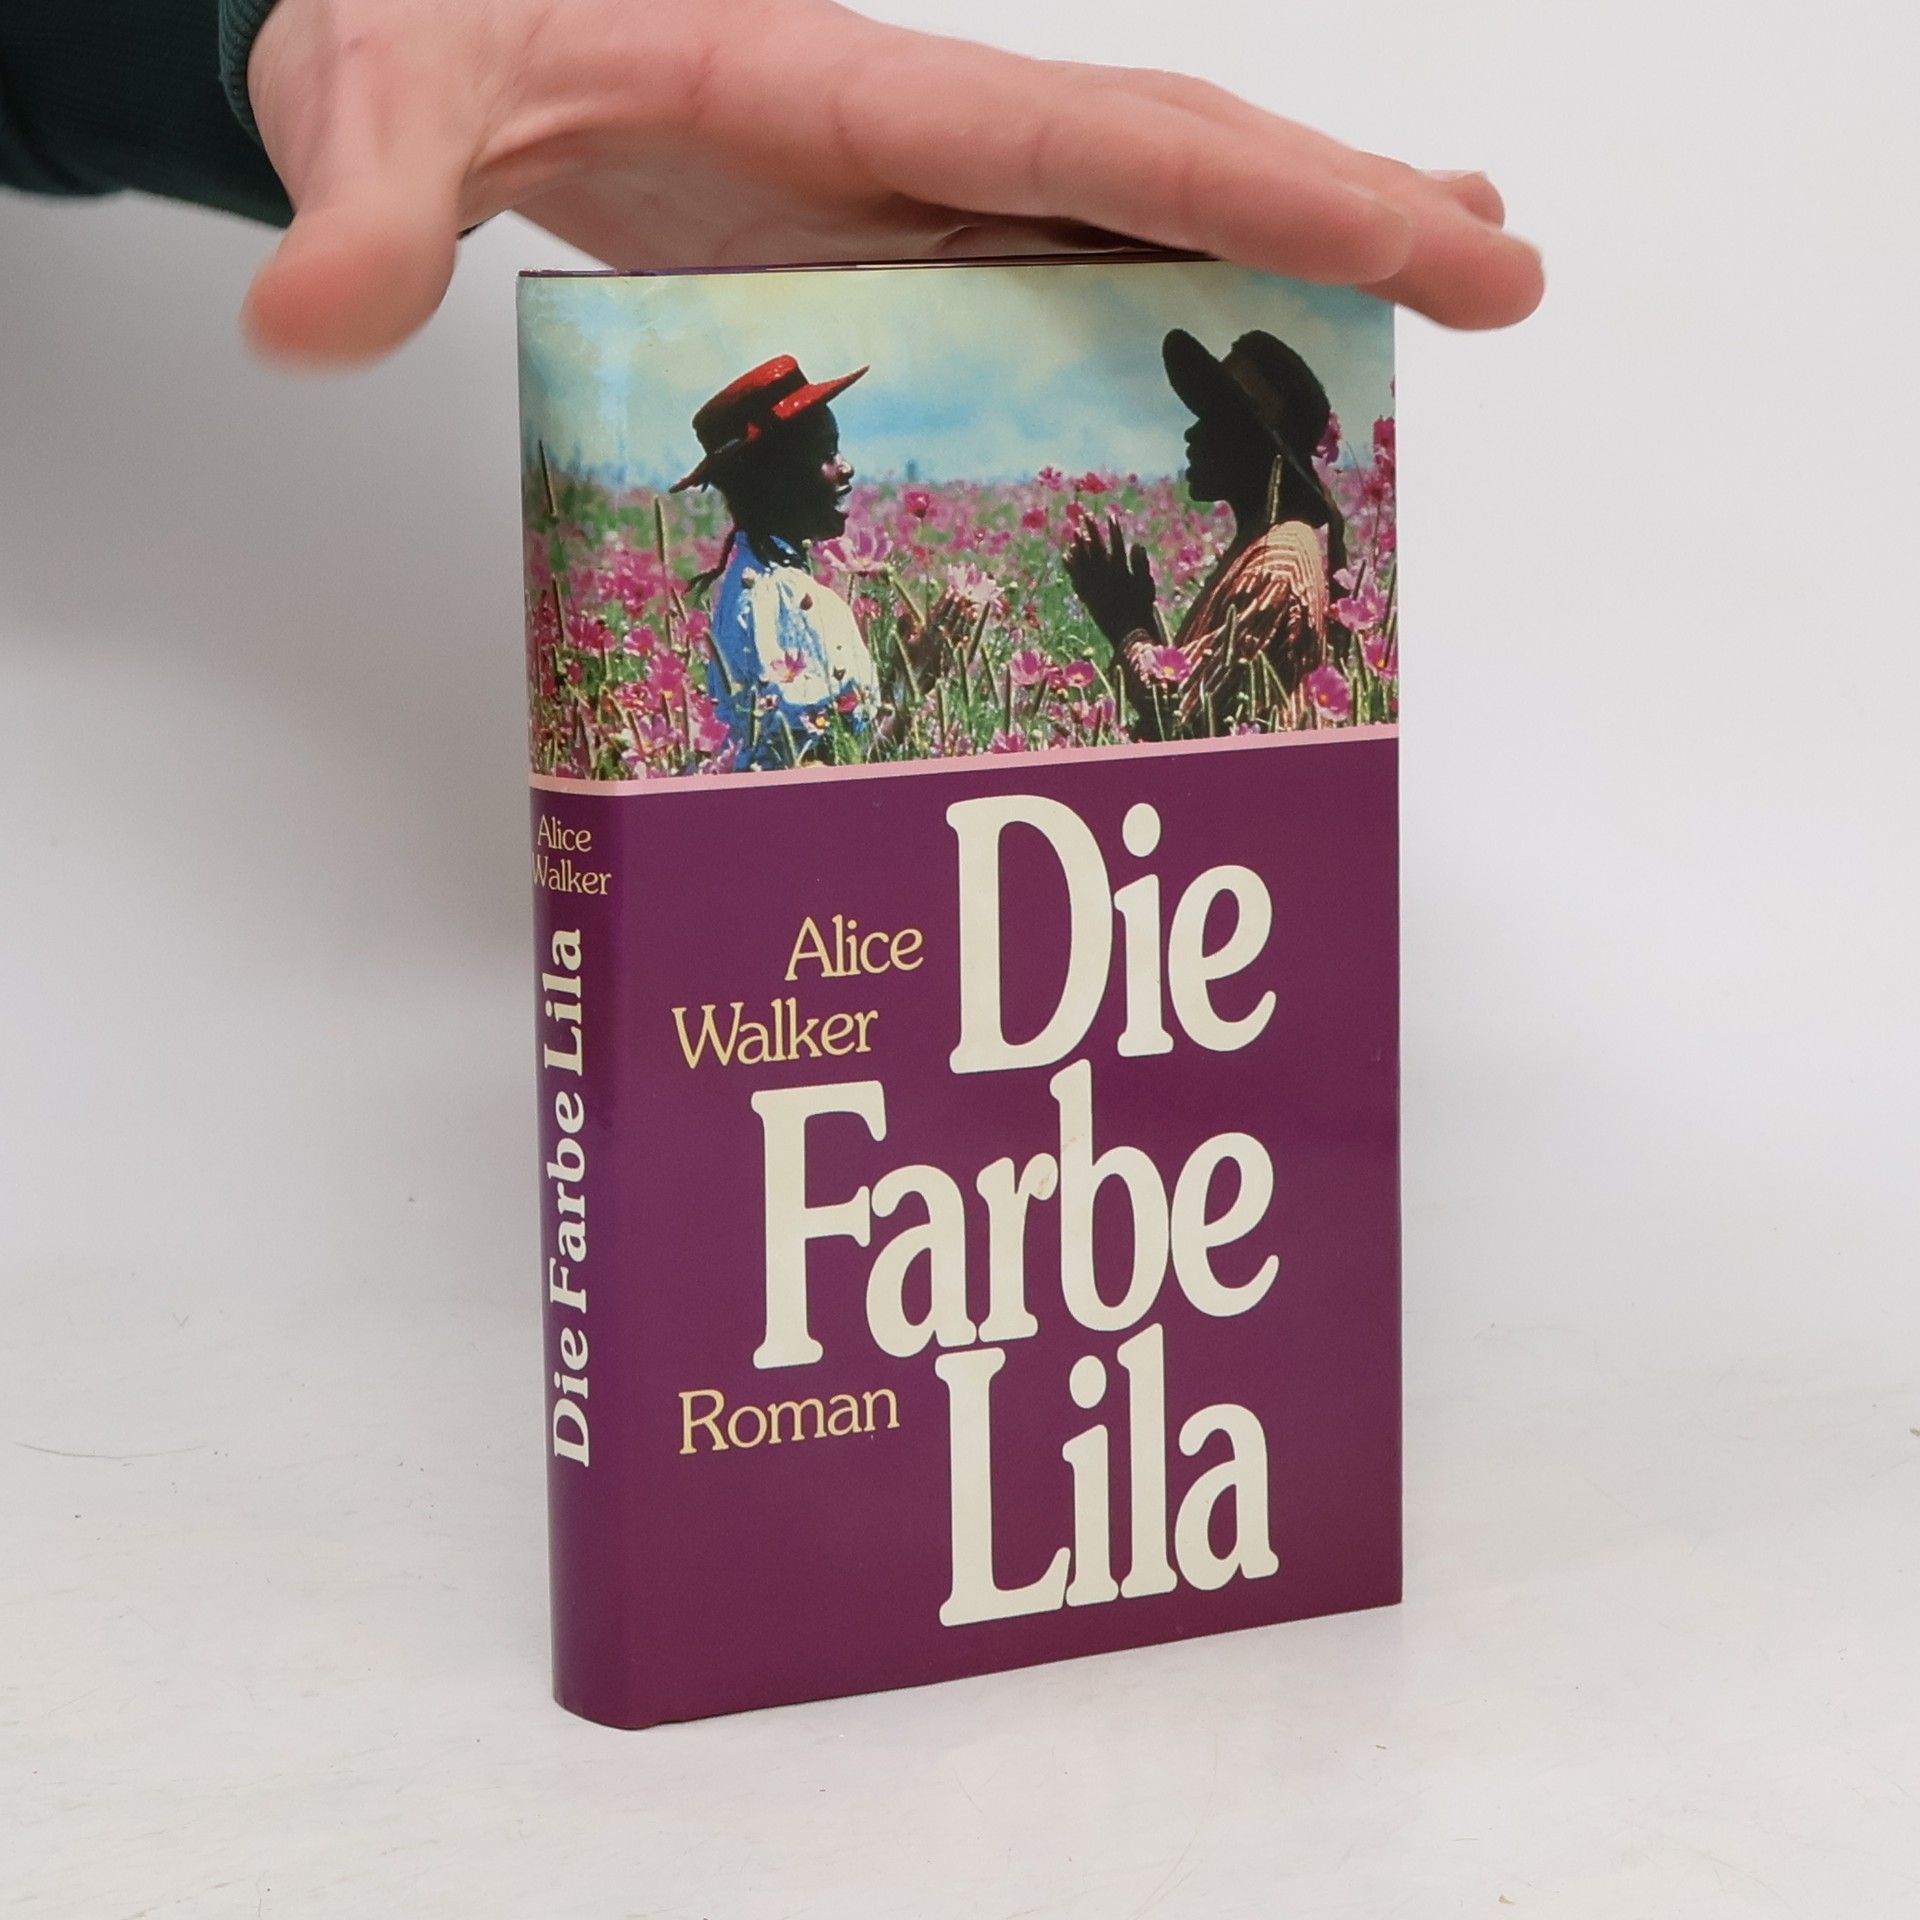 Alice
Walker
Die Farbe Lila
Alice
Walker
Die
Farbe
Lila
Roman